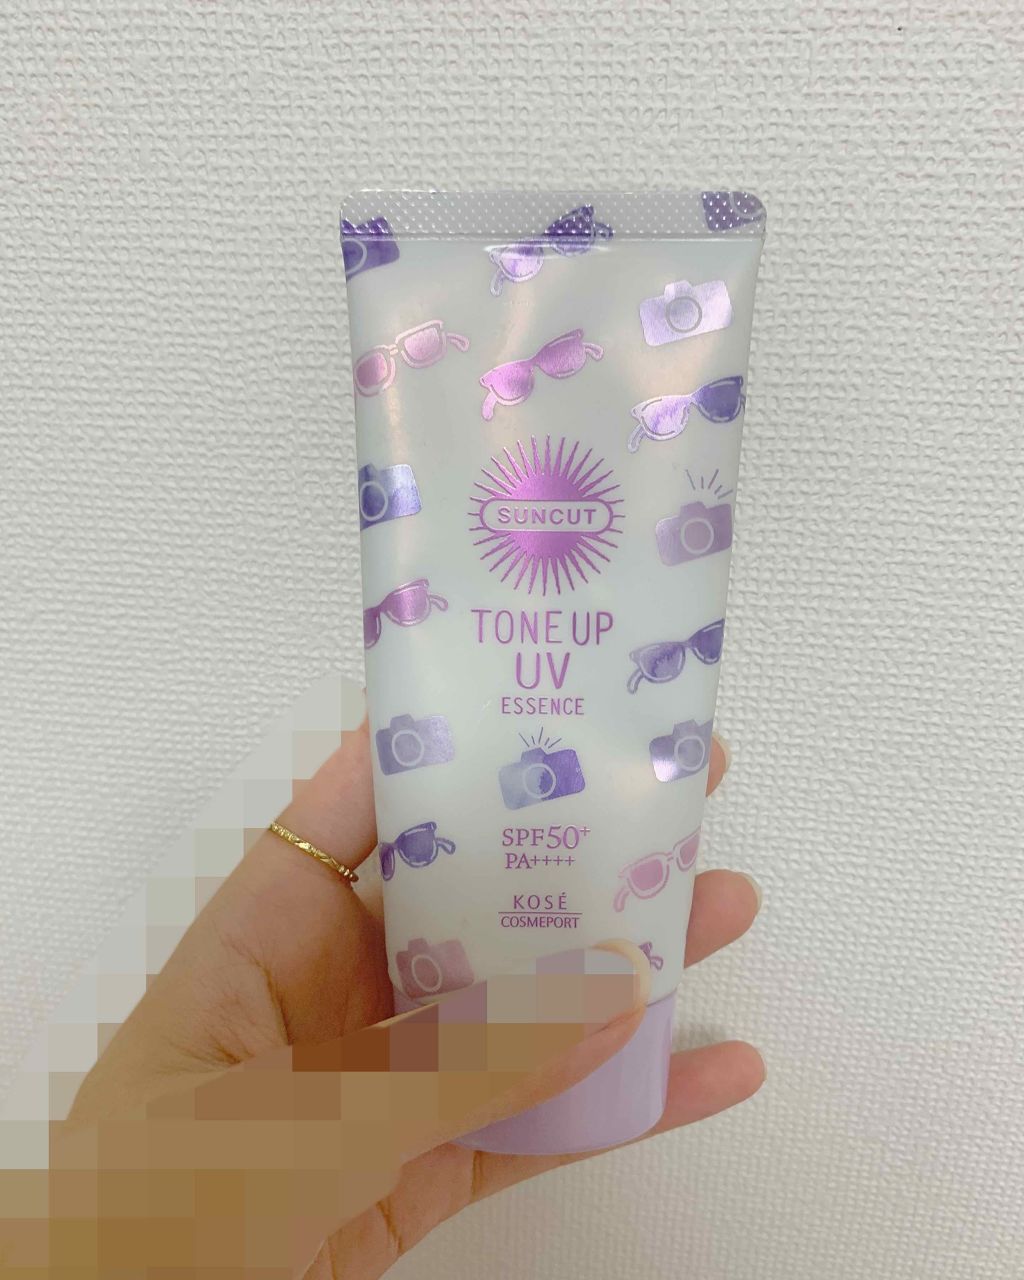 SUNCUT
TONE UP
UV
ESSENCE
SPF50+
PA++++
KOSÉ
COSMEPORT